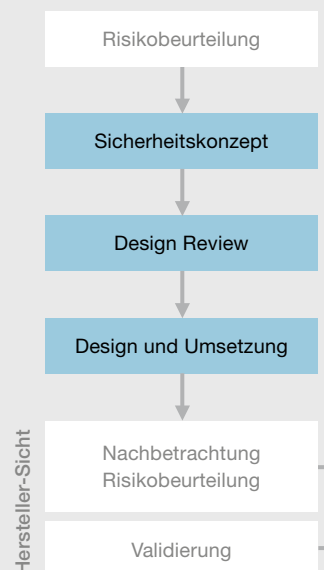 Risikobeurteilung
Sicherheitskonzept
Design Review
Design und Umsetzung
Nachbetrachtung
Risikobeurteilung
Validierung
Hersteller-Sicht